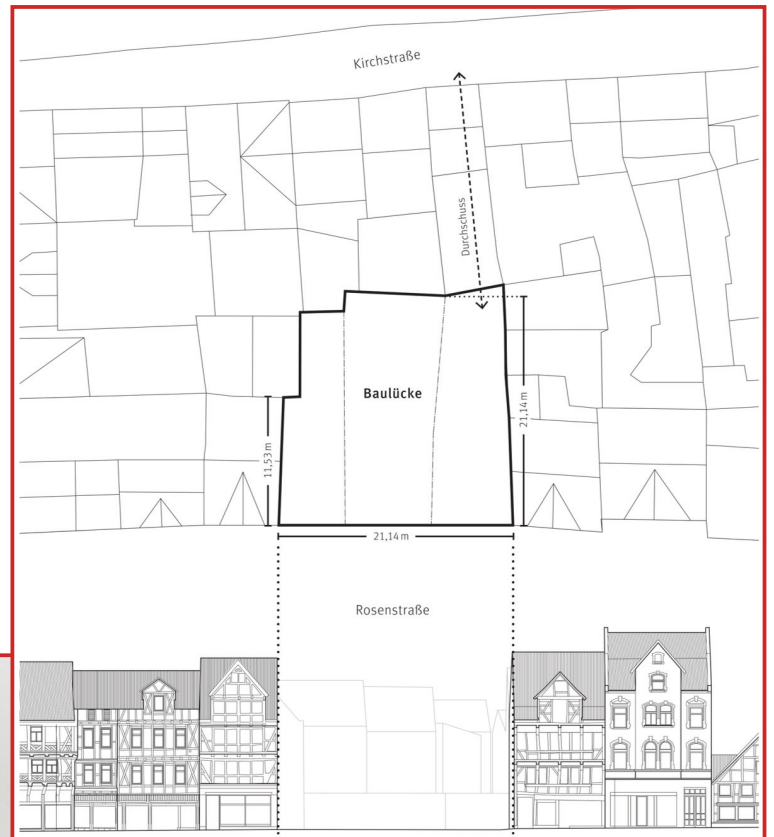 Kirchstraße
Durchschuss
Baulücke
11,53 m
21,14 m
21,14 m
Rosenstraße